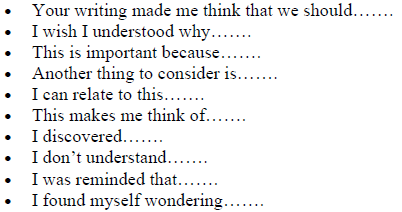 • Your writing made me think that we should…….
• I wish I understood why…….
• This is important because…….
• Another thing to consider is…….
• I can relate to this…….
• This makes me think of…….
• I discovered…….
• I don’t understand…….
• I was reminded that…….
• I found myself wondering…….